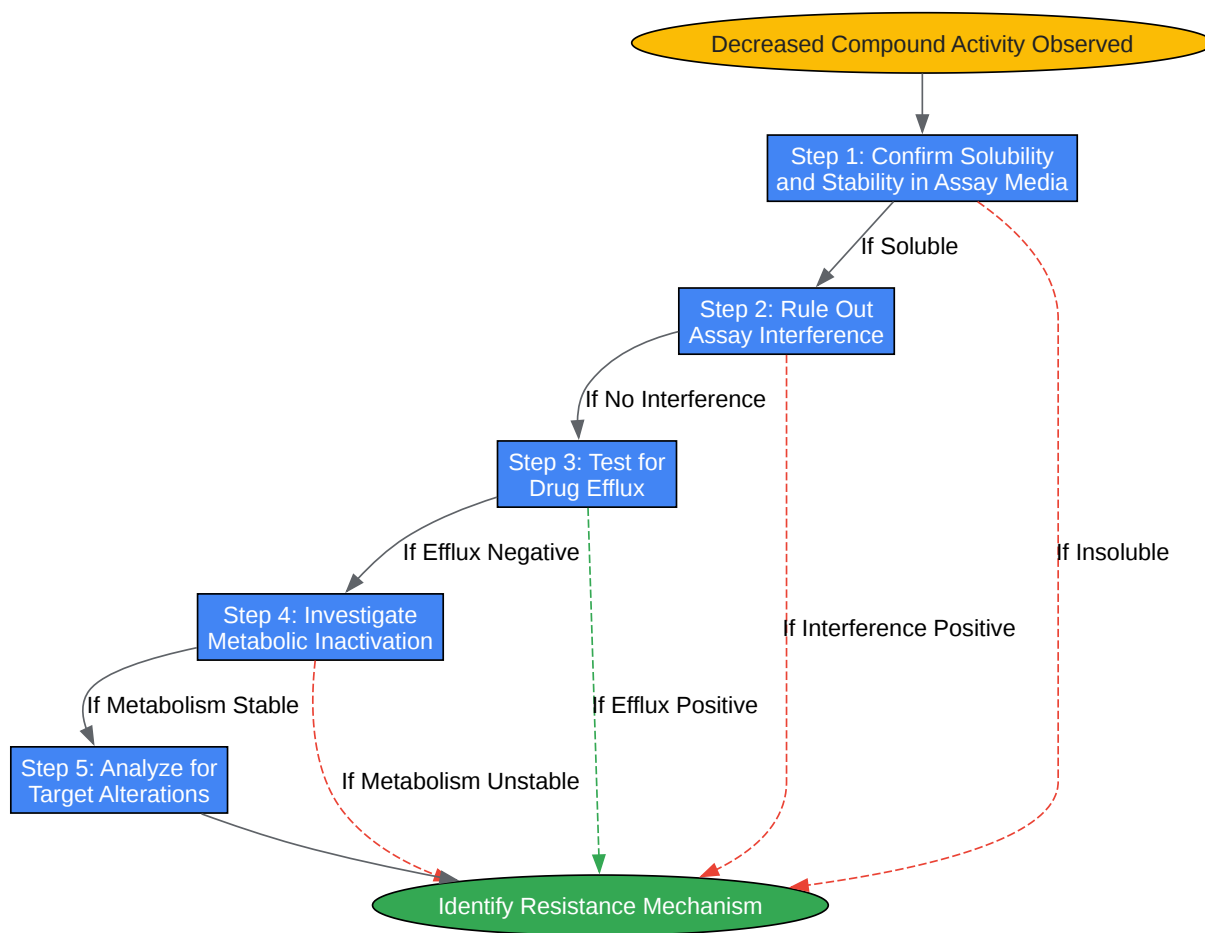 Decreased Compound Activity Observed
Step 1: Confirm Solubility
and Stability in Assay Media
If Soluble
Step 2: Rule Out
Assay Interference
If No Interference
Step 3: Test for
Drug Efflux
If Efflux Negative
If Insoluble
Step 4: Investigate
Metabolic Inactivation
If Interference Positive
If Metabolism Stable
If Efflux Positive
Step 5: Analyze for
Target Alterations
If Metabolism Unstable
Identify Resistance Mechanism